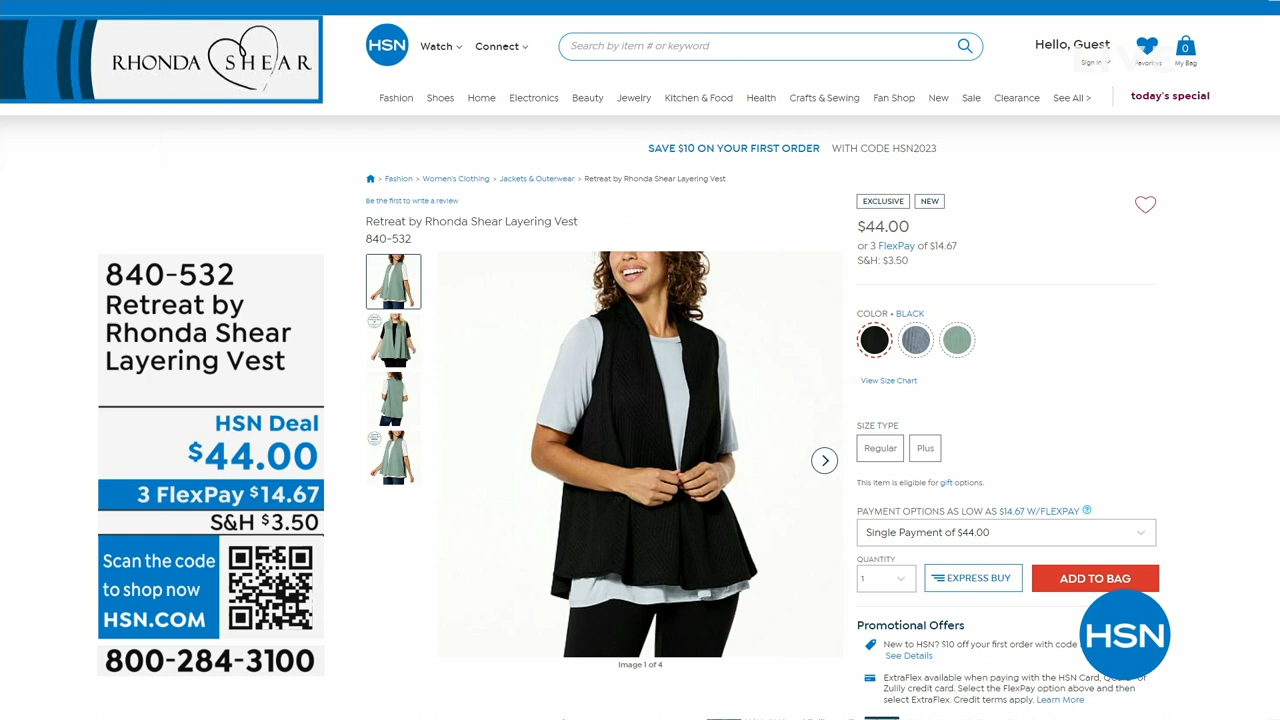 RHONDA SHEAR
HSN
Watch
Connect
Search by item # or keyword
Hello, Guest
Sign In
Favorites
0
My Bag
Fashion Shoes Home Electronics Beauty Jewelry Kitchen & Food Health Crafts & Sewing Fan Shop New Sale Clearance See All > today's special
SAVE $10 ON YOUR FIRST ORDER WITH CODE HSN2023
> Fashion > Women's Clothing > Jackets & Outerwear > Retreat by Rhonda Shear Layering Vest
Be the first to write a review
Retreat by Rhonda Shear Layering Vest
840-532
EXCLUSIVE NEW
$44.00
or 3 FlexPay of $14.67
S&H: $3.50
COLOR • BLACK
View Size Chart
SIZE TYPE
Regular Plus
This item is eligible for gift options.
PAYMENT OPTIONS AS LOW AS $14.67 W/FLEXPAY ?
Single Payment of $44.00
QUANTITY
1
EXPRESS BUY
ADD TO BAG
Promotional Offers
New to HSN? $10 off your first order with code
See Details
ExtraFlex available when paying with the HSN Card, or
Zulily credit card. Select the FlexPay option above and then
select ExtraFlex. Credit terms apply. Learn More
Image 1 of 4
HSN
840-532
Retreat by
Rhonda Shear
Layering Vest
HSN Deal
$44.00
3 FlexPay $14.67
S&H $3.50
Scan the code
to shop now
HSN.COM
800-284-3100